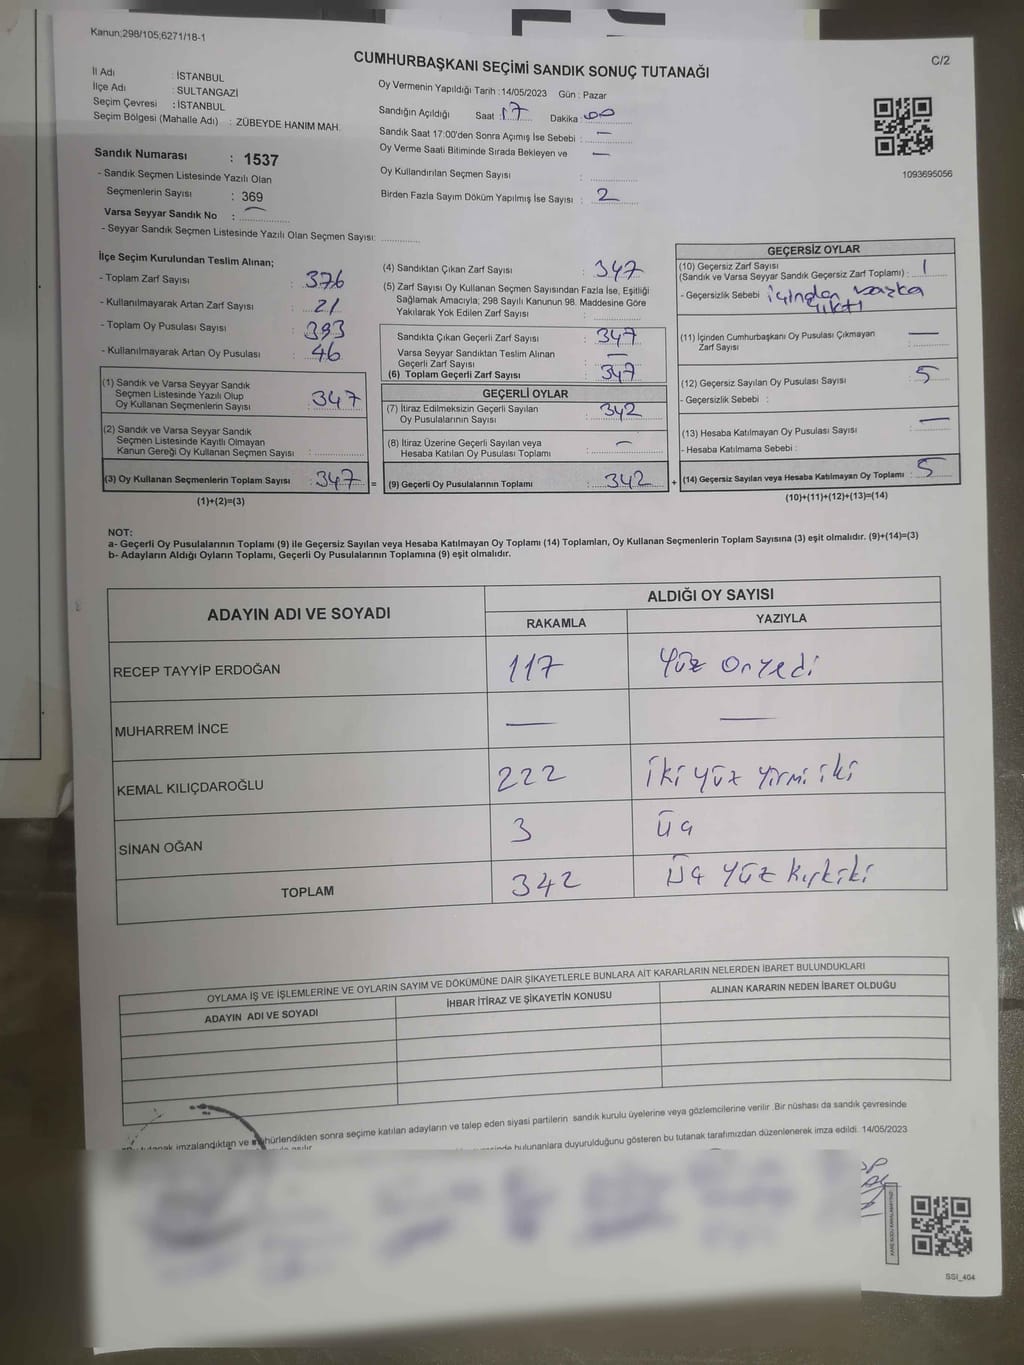 Kanun;298/105,6271/18-1
C/2
CUMHURBAŞKANI SEÇİMİ SANDIK SONUÇ TUTANAĞI
İl Adı : İSTANBUL
İlçe Adı : SULTANGAZİ
Seçim Çevresi : İSTANBUL
Seçim Bölgesi (Mahalle Adı) : ZÜBEYDE HANIM MAH.
Sandık Numarası : 1537
- Sandık Seçmen Listesinde Yazılı Olan
Seçmenlerin Sayısı : 369
Varsa Seyyar Sandık No : —
- Seyyar Sandık Seçmen Listesinde Yazılı Olan Seçmen Sayısı:
Oy Vermenin Yapıldığı Tarih : 14/05/2023 Gün : Pazar
Sandığın Açıldığı Saat : 17 Dakika : 00
Sandık Saat 17:00'den Sonra Açımış İse Sebebi : —
Oy Verme Saati Bitiminde Sırada Bekleyen ve —
Oy Kullandırılan Seçmen Sayısı :
Birden Fazla Sayım Döküm Yapılmış İse Sayısı : 2
1093695056
İlçe Seçim Kurulundan Teslim Alınan;
- Toplam Zarf Sayısı : 376
- Kullanılmayarak Artan Zarf Sayısı : 21
- Toplam Oy Pusulası Sayısı : 393
- Kullanılmayarak Artan Oy Pusulası : 46
(1) Sandık ve Varsa Seyyar Sandık
Seçmen Listesinde Yazılı Olup
Oy Kullanan Seçmenlerin Sayısı : 347
(2) Sandık ve Varsa Seyyar Sandık
Seçmen Listesinde Kayıtlı Olmayan
Kanun Gereği Oy Kullanan Seçmen Sayısı :
(3) Oy Kullanan Seçmenlerin Toplam Sayısı : 347 =
(1)+(2)=(3)
(4) Sandıktan Çıkan Zarf Sayısı : 347
(5) Zarf Sayısı Oy Kullanan Seçmen Sayısından Fazla İse, Eşitliği
Sağlamak Amacıyla; 298 Sayılı Kanunun 98. Maddesine Göre
Yakılarak Yok Edilen Zarf Sayısı :
Sandıkta Çıkan Geçerli Zarf Sayısı : 347
Varsa Seyyar Sandıktan Teslim Alınan
Geçerli Zarf Sayısı : —
(6) Toplam Geçerli Zarf Sayısı : 347
GEÇERLİ OYLAR
(7) İtiraz Edilmeksizin Geçerli Sayılan
Oy Pusulalarının Sayısı : 342
(8) İtiraz Üzerine Geçerli Sayılan veya
Hesaba Katılan Oy Pusulası Toplamı : —
(9) Geçerli Oy Pusulalarının Toplamı : 342 +
GEÇERSİZ OYLAR
(10) Geçersiz Zarf Sayısı
(Sandık ve Varsa Seyyar Sandık Geçersiz Zarf Toplamı) : 1
- Geçersizlik Sebebi : içinden başka
çıktı
(11) İçinden Cumhurbaşkanı Oy Pusulası Çıkmayan
Zarf Sayısı : —
(12) Geçersiz Sayılan Oy Pusulası Sayısı : 5
- Geçersizlik Sebebi :
(13) Hesaba Katılmayan Oy Pusulası Sayısı : —
- Hesaba Katılmama Sebebi :
(14) Geçersiz Sayılan veya Hesaba Katılmayan Oy Toplamı : 5
(10)+(11)+(12)+(13)=(14)
NOT:
a- Geçerli Oy Pusulalarının Toplamı (9) ile Geçersiz Sayılan veya Hesaba Katılmayan Oy Toplamı (14) Toplamları, Oy Kullanan Seçmenlerin Toplam Sayısına (3) eşit olmalıdır. (9)+(14)=(3)
b- Adayların Aldığı Oyların Toplamı, Geçerli Oy Pusulalarının Toplamına (9) eşit olmalıdır.
ADAYIN ADI VE SOYADI
ALDIĞI OY SAYISI
RAKAMLA YAZIYLA
RECEP TAYYİP ERDOĞAN 117 Yüz Onyedi
MUHARREM İNCE — —
KEMAL KILIÇDAROĞLU 222 İki yüz yirmi iki
SİNAN OĞAN 3 üç
TOPLAM 342 Üç yüz kırkiki
OYLAMA İŞ VE İŞLEMLERİNE VE OYLARIN SAYIM VE DÖKÜMÜNE DAİR ŞİKAYETLERLE BUNLARA AİT KARARLARIN NELERDEN İBARET BULUNDUKLARI
ADAYIN ADI VE SOYADI İHBAR İTİRAZ VE ŞİKAYETİN KONUSU ALINAN KARARIN NEDEN İBARET OLDUĞU
tutanak imzalandıktan ve mühürlendikten sonra seçime katılan adayların ve talep eden siyasi partilerin sandık kurulu üyelerine veya gözlemcilerine verilir .Bir nüshası da sandık çevresinde
bulunanlara duyurulduğunu gösteren bu tutanak tarafımızdan düzenlenerek imza edildi. 14/05/2023
SSİ_404